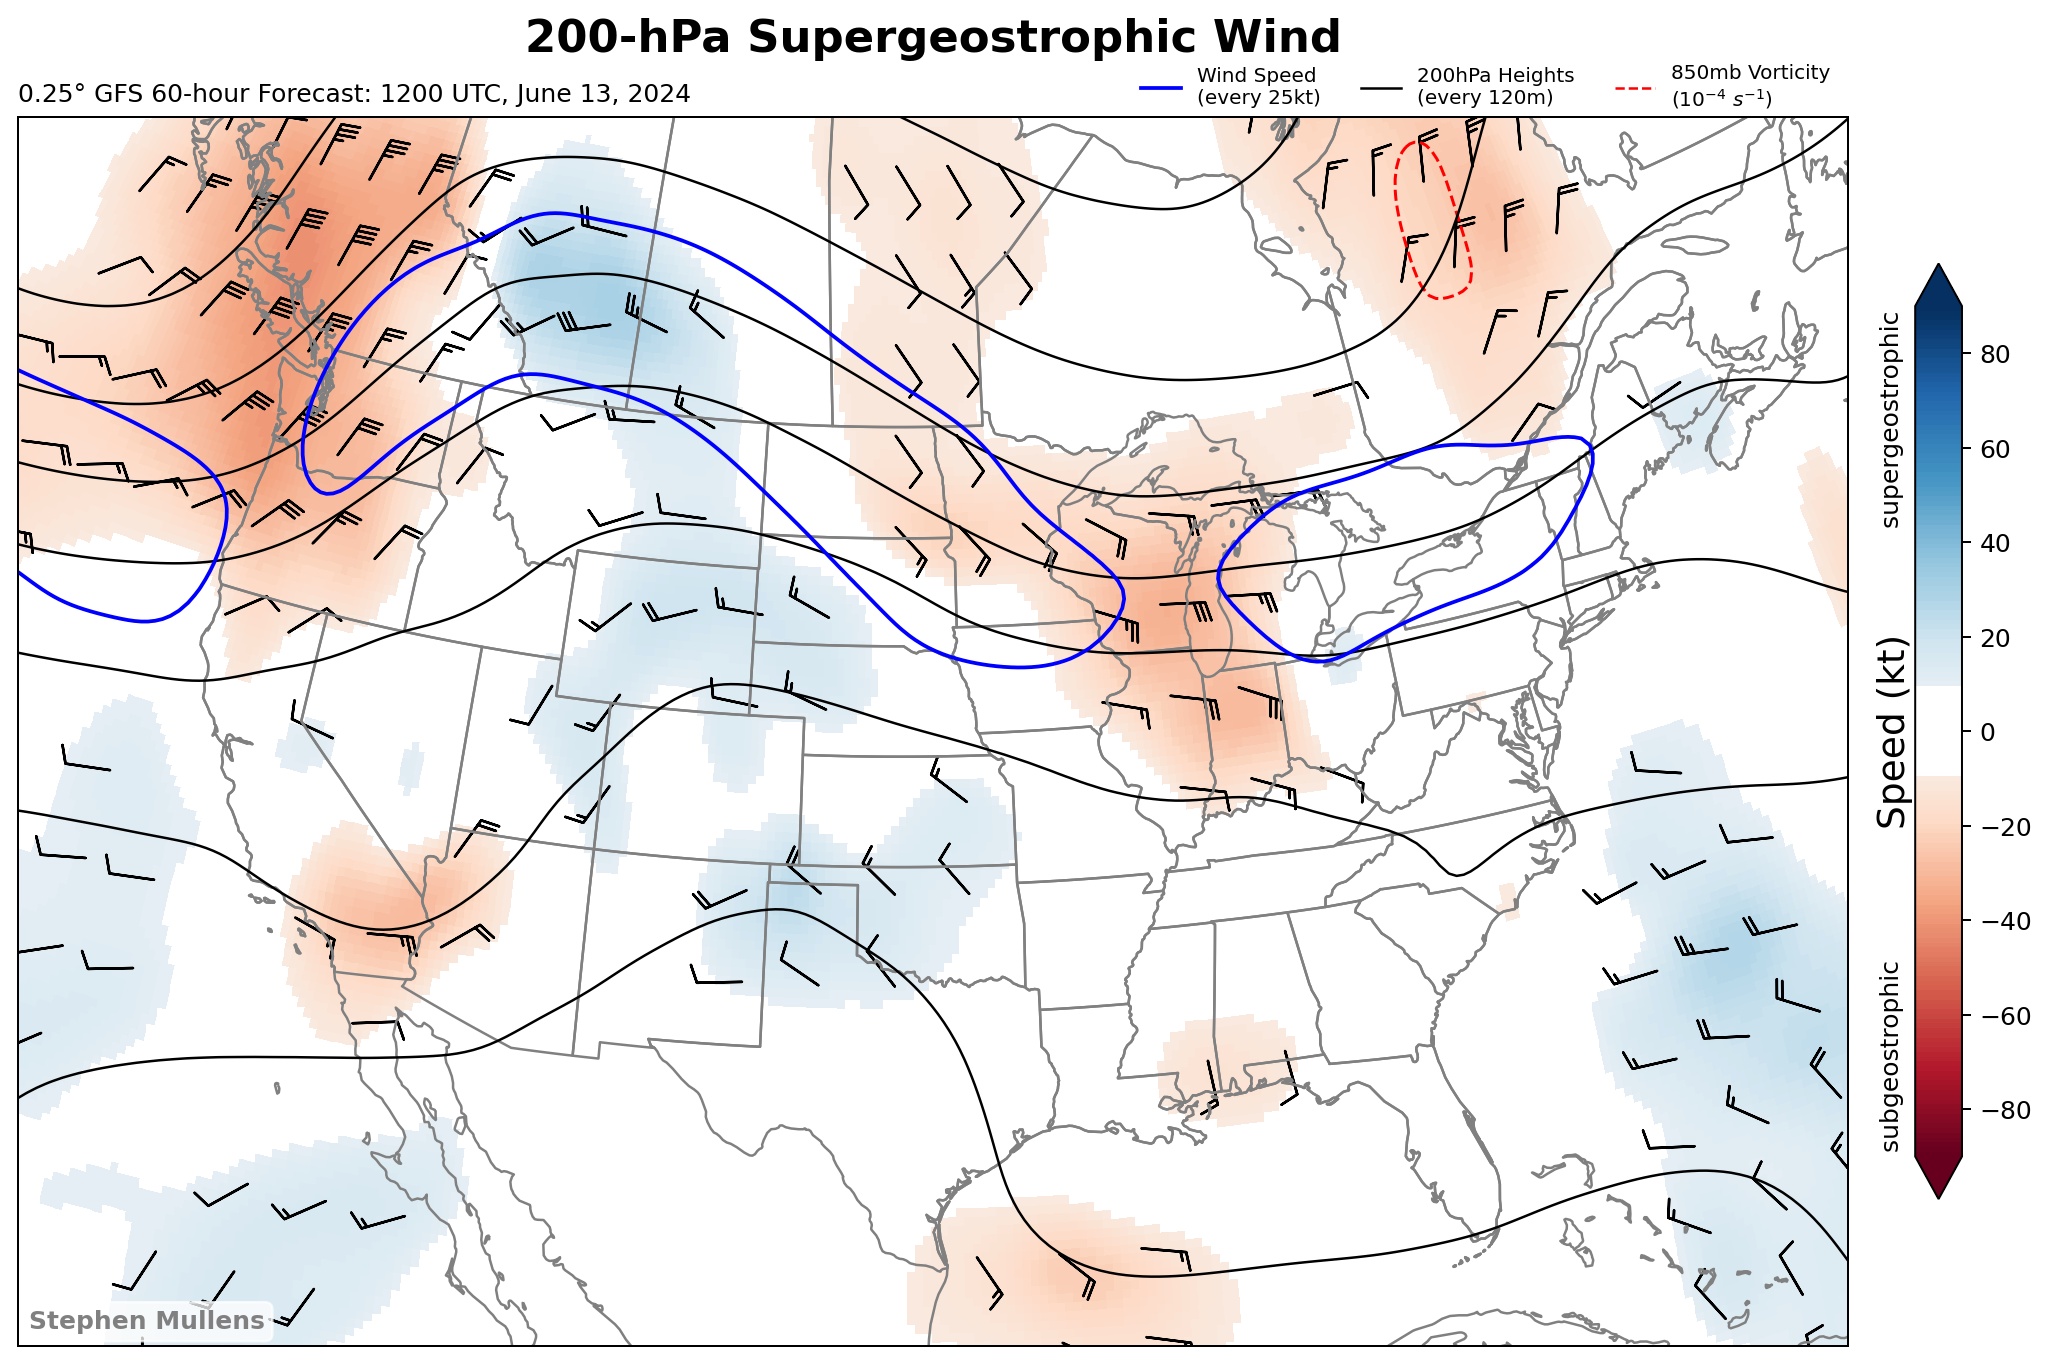 200-hPa Supergeostrophic Wind
0.25° GFS 60-hour Forecast: 1200 UTC, June 13, 2024
Wind Speed
(every 25kt)
200hPa Heights
(every 120m)
850mb Vorticity
(10⁻⁴ s⁻¹)
supergeostrophic
Speed (kt)
subgeostrophic
80
60
40
20
0
−20
−40
−60
−80
Stephen Mullens